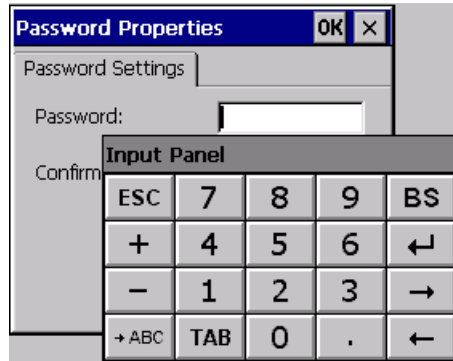 Password Properties OK ×
Password Settings
Password:
Input Panel
Confirm
ESC 7 8 9 BS
+ 4 5 6 ↵
− 1 2 3 →
→ ABC TAB 0 . ←